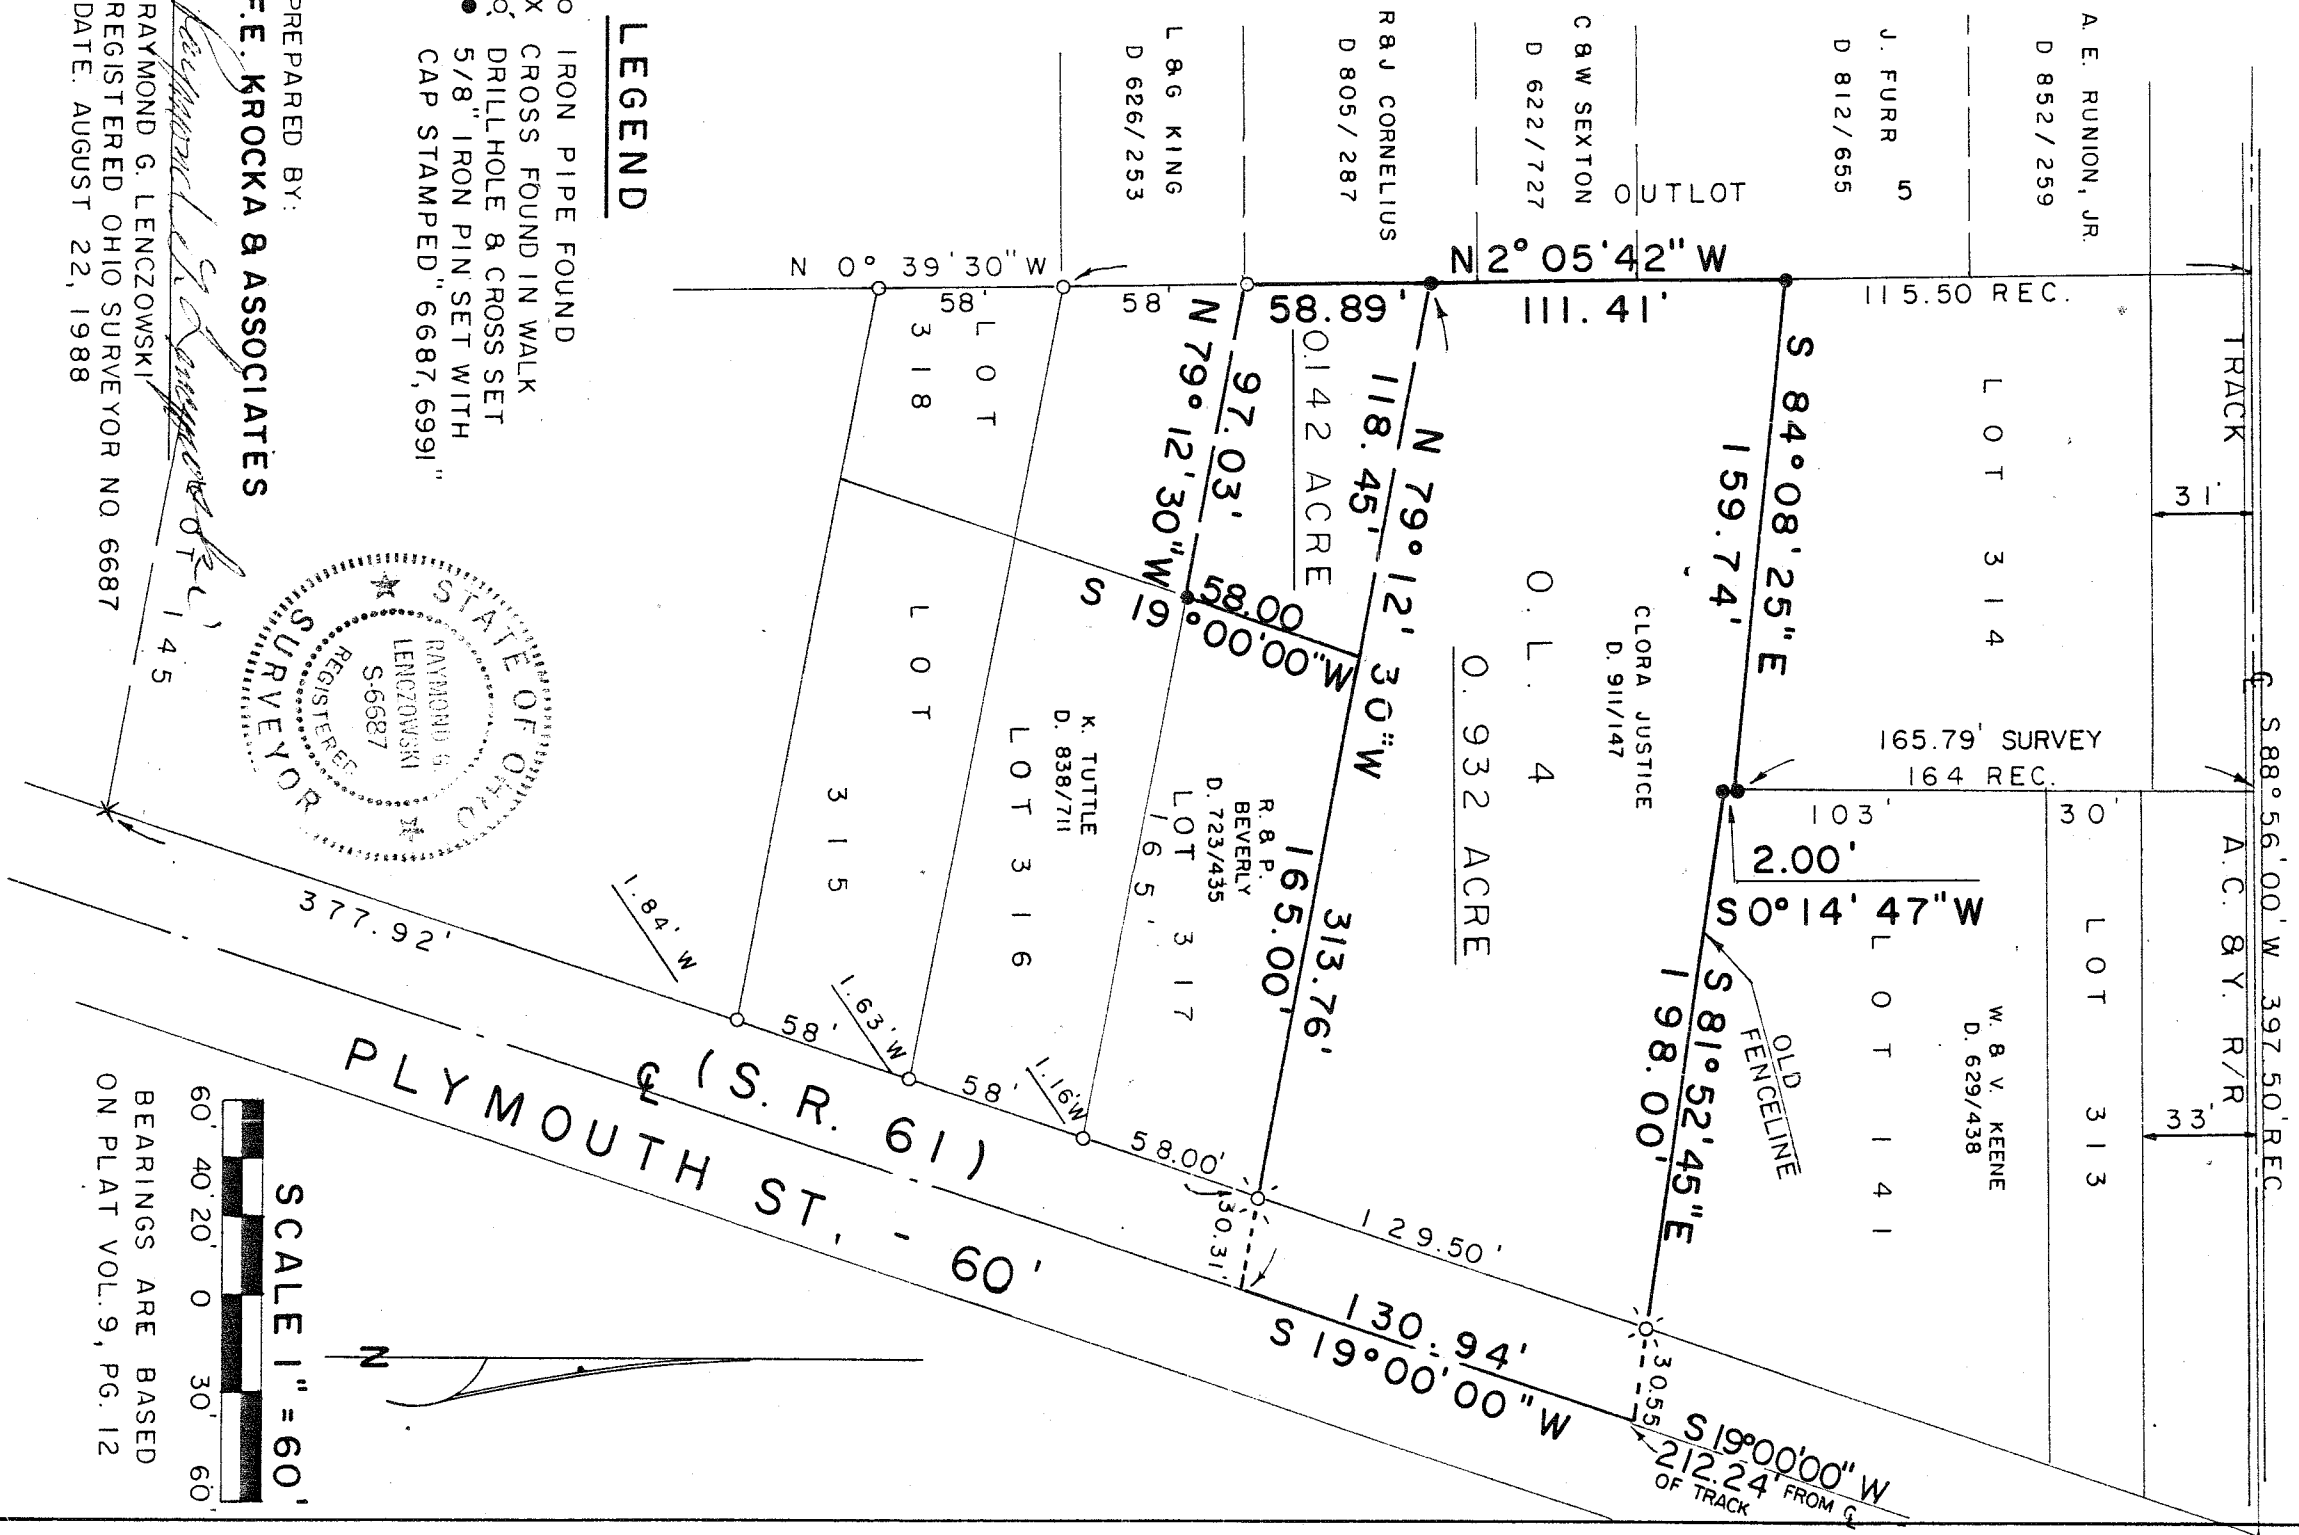 A. E. RUNION, JR.
D 852/259
J. FURR
D 812/655
5
OUTLOT
C & W SEXTON
D 622/727
R & J CORNELIUS
D 805/287
L & G KING
D 626/253
LEGEND
o IRON PIPE FOUND
X CROSS FOUND IN WALK
DRILLHOLE & CROSS SET
● 5/8" IRON PIN SET WITH
CAP STAMPED "6687,6991"
PREPARED BY:
F.E. KROCKA & ASSOCIATES
RAYMOND G. LENCZOWSKI
REGISTERED OHIO SURVEYOR NO. 6687
DATE. AUGUST 22, 1988
STATE OF OHIO
RAYMOND G.
LENCZOWSKI
S-6687
REGISTERED
SURVEYOR
N 0° 39'30" W
58'
58'
58.89'
N 2° 05'42" W
111.41'
115.50 REC.
TRACK
31'
LOT 314
S 84°08'25"E
159.74'
N 79° 12' 30"W
118.45'
0.142 ACRE
97.03'
N 79° 12' 30"W
58.00
S 19°00'00"W
LOT 318
LOT 315
LOT 316
K. TUTTLE
D. 838/711
LOT 317
165'
R. & P.
BEVERLY
D. 723/435
165.00'
313.76'
O.L. 4
0.932 ACRE
CLORA JUSTICE
D. 911/147
165.79' SURVEY
164 REC.
103'
30'
2.00'
S 0°14'47"W
S 81°52'45"E
198.00'
OLD
FENCELINE
LOT 141
W. & V. KEENE
D. 629/438
LOT 313
33'
A.C. & Y. R/R
℄ S 88° 56'00" W 397.50' REC.
OT 145
377.92'
1.84' W
58'
1.63' W
58'
1.16' W
58.00'
30.31'
129.50'
130.94'
S 19°00'00"W
30.55
S 19°00'00" W
212.24' FROM ℄
OF TRACK
℄ (S. R. 61)
PLYMOUTH ST. - 60'
N
SCALE 1" = 60'
60' 40' 20' 0 30' 60'
BEARINGS ARE BASED
ON PLAT VOL. 9, PG. 12